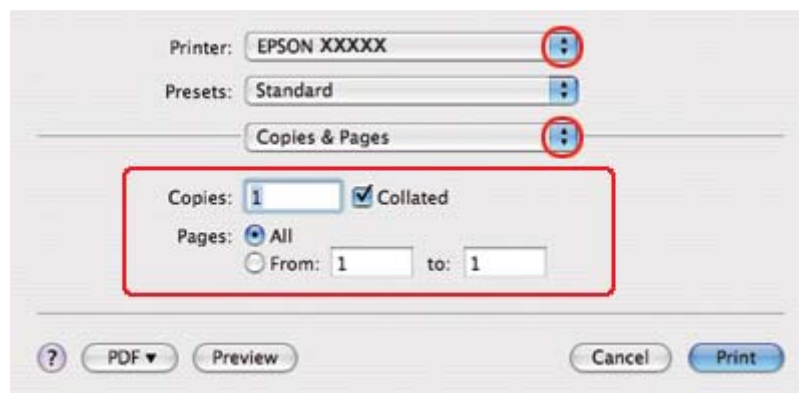 Printer: EPSON XXXXX
Presets: Standard
Copies & Pages
Copies: 1 Collated
Pages: All
From: 1 to: 1
? PDF Preview Cancel Print